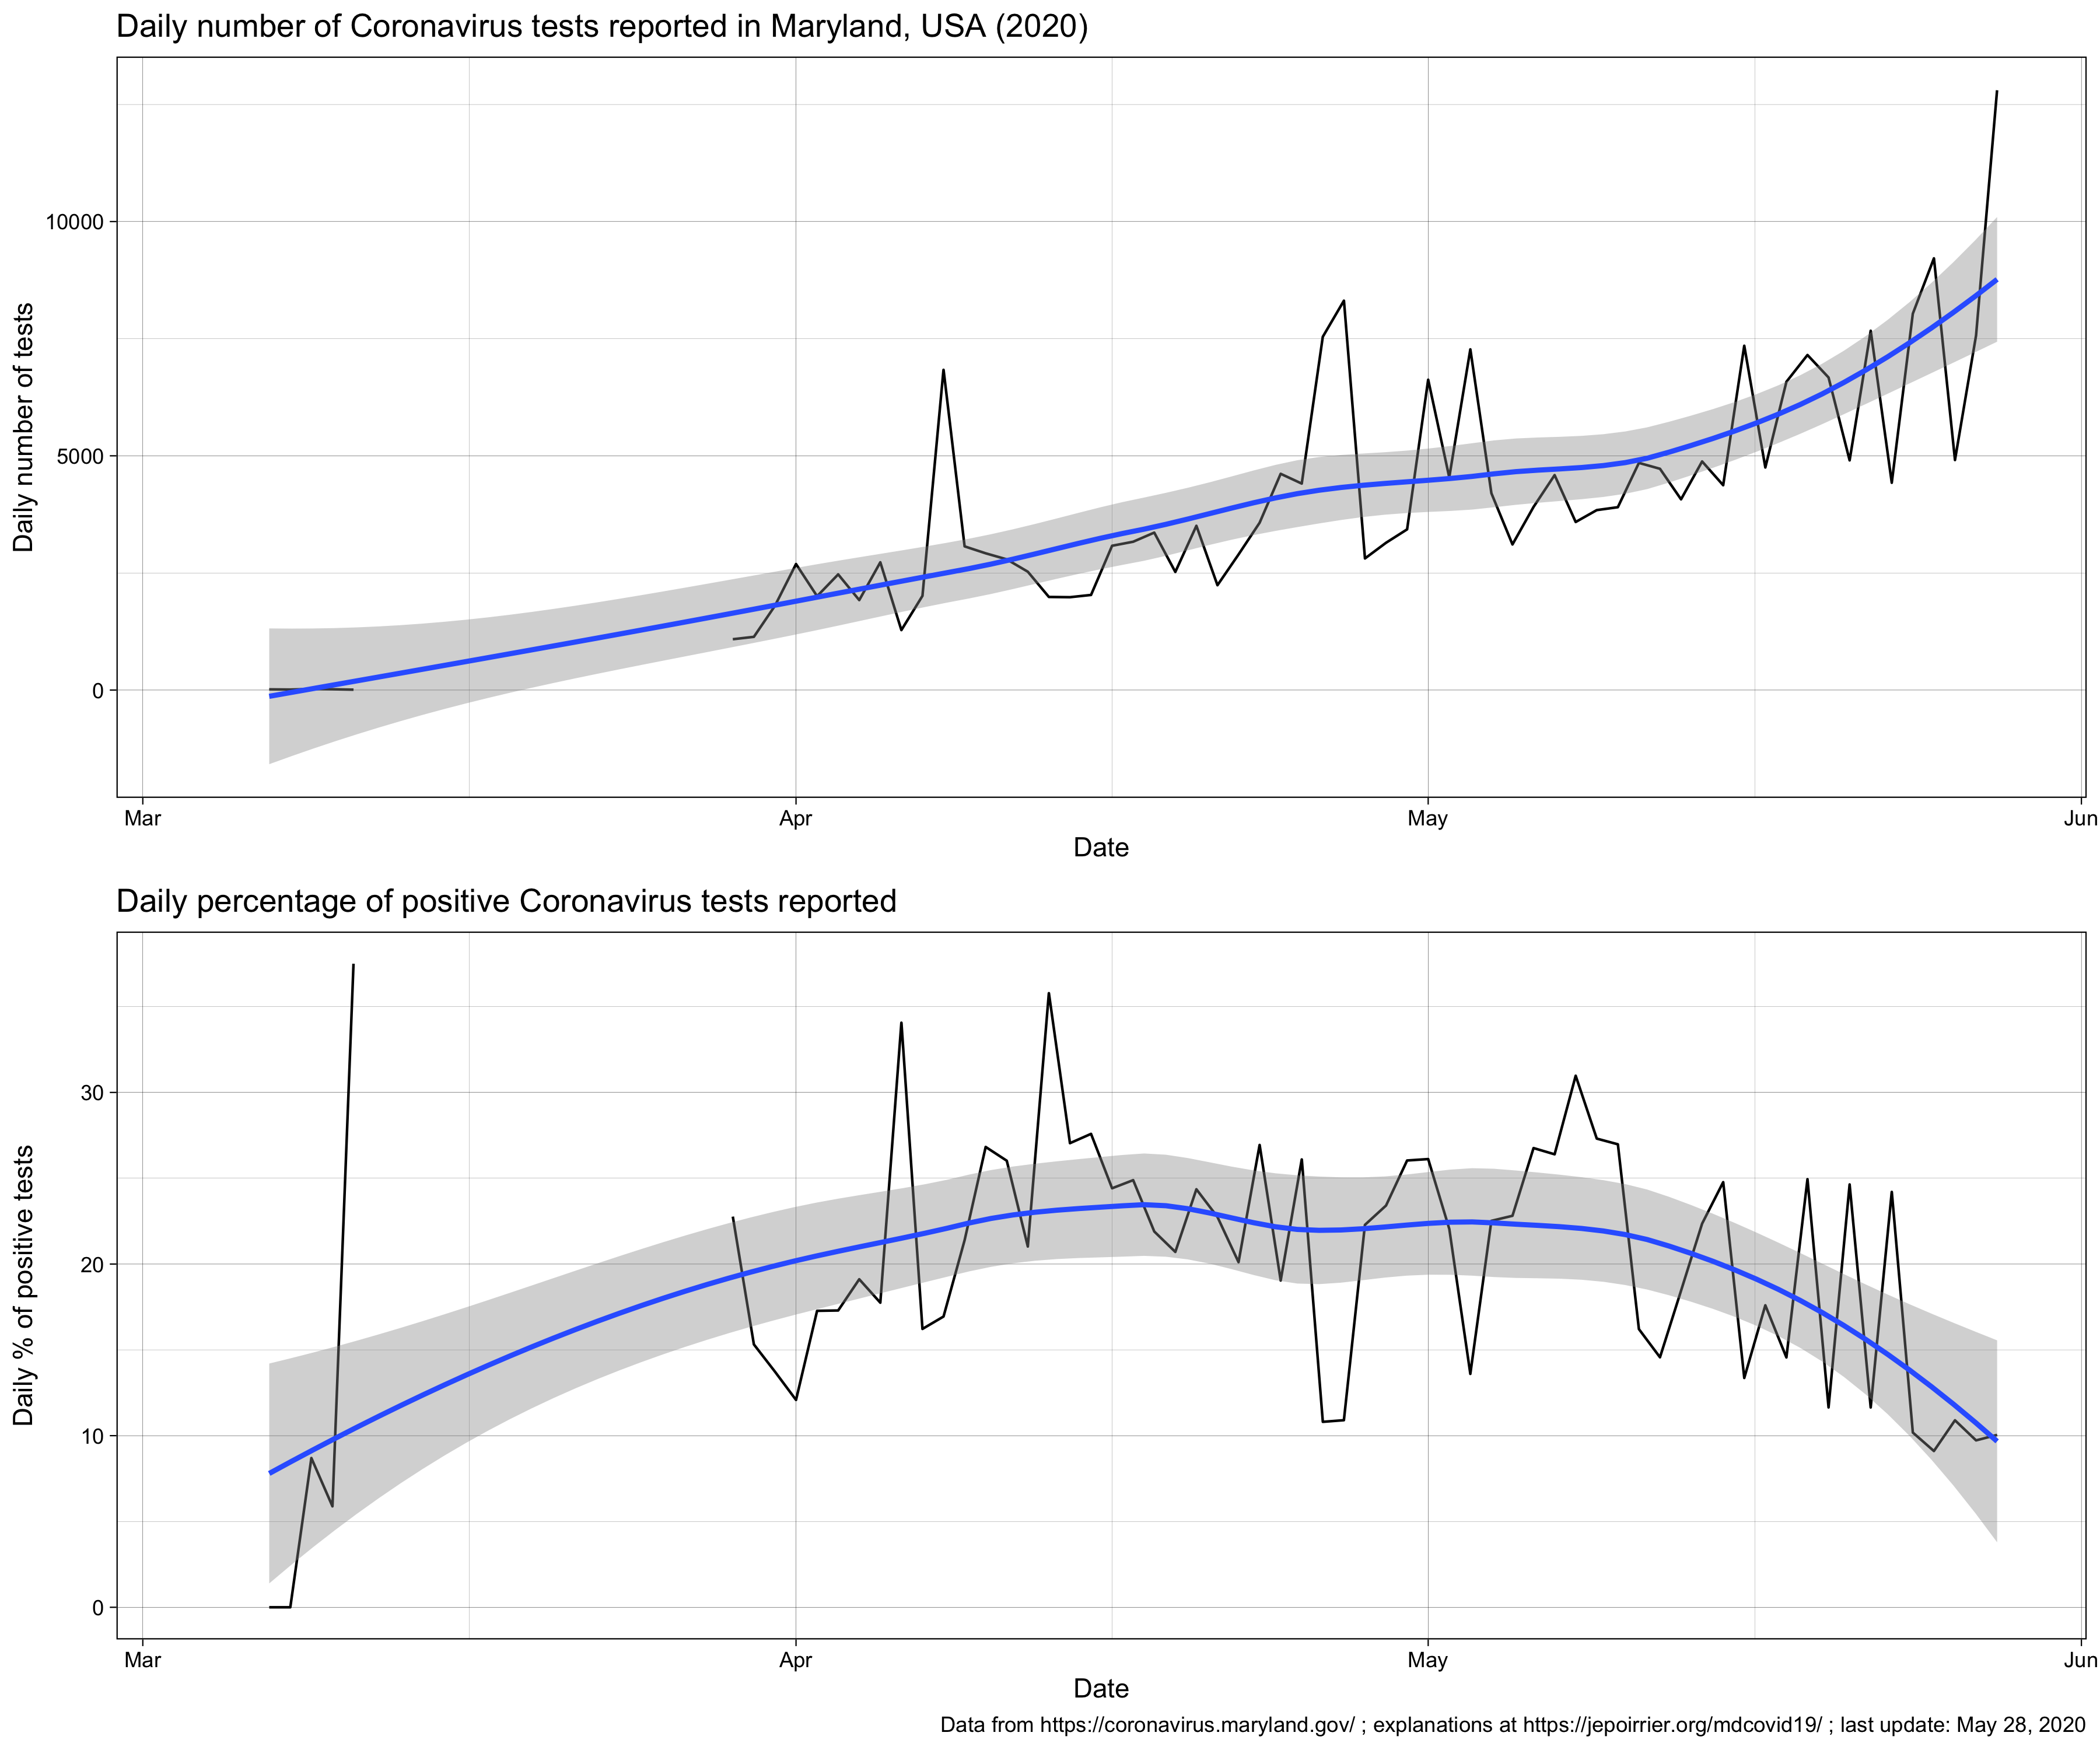 Daily number of Coronavirus tests reported in Maryland, USA (2020)
Daily number of tests
10000
5000
0
Mar Apr May Jun
Date
Daily percentage of positive Coronavirus tests reported
Daily % of positive tests
30
20
10
0
Mar Apr May Jun
Date
Data from https://coronavirus.maryland.gov/ ; explanations at https://jepoirrier.org/mdcovid19/ ; last update: May 28, 2020